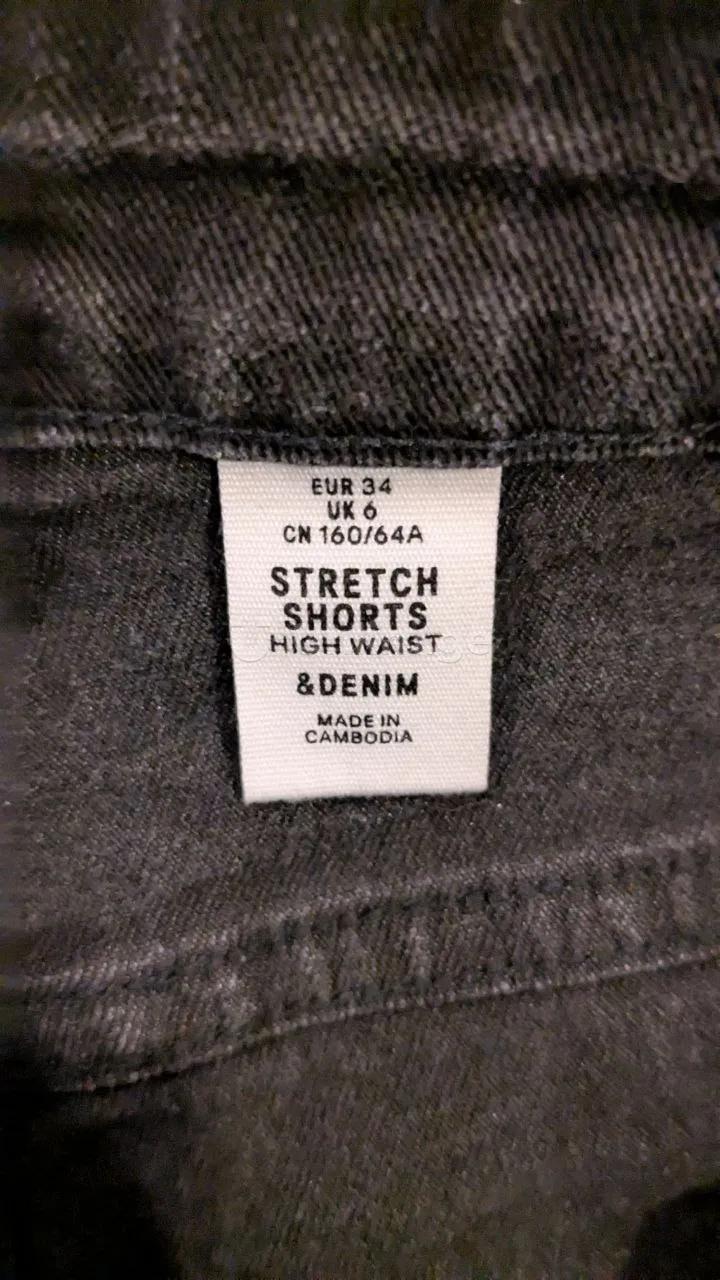 EUR 34
UK 6
CN 160/64A
STRETCH
SHORTS
HIGH WAIST
&DENIM
MADE IN
CAMBODIA